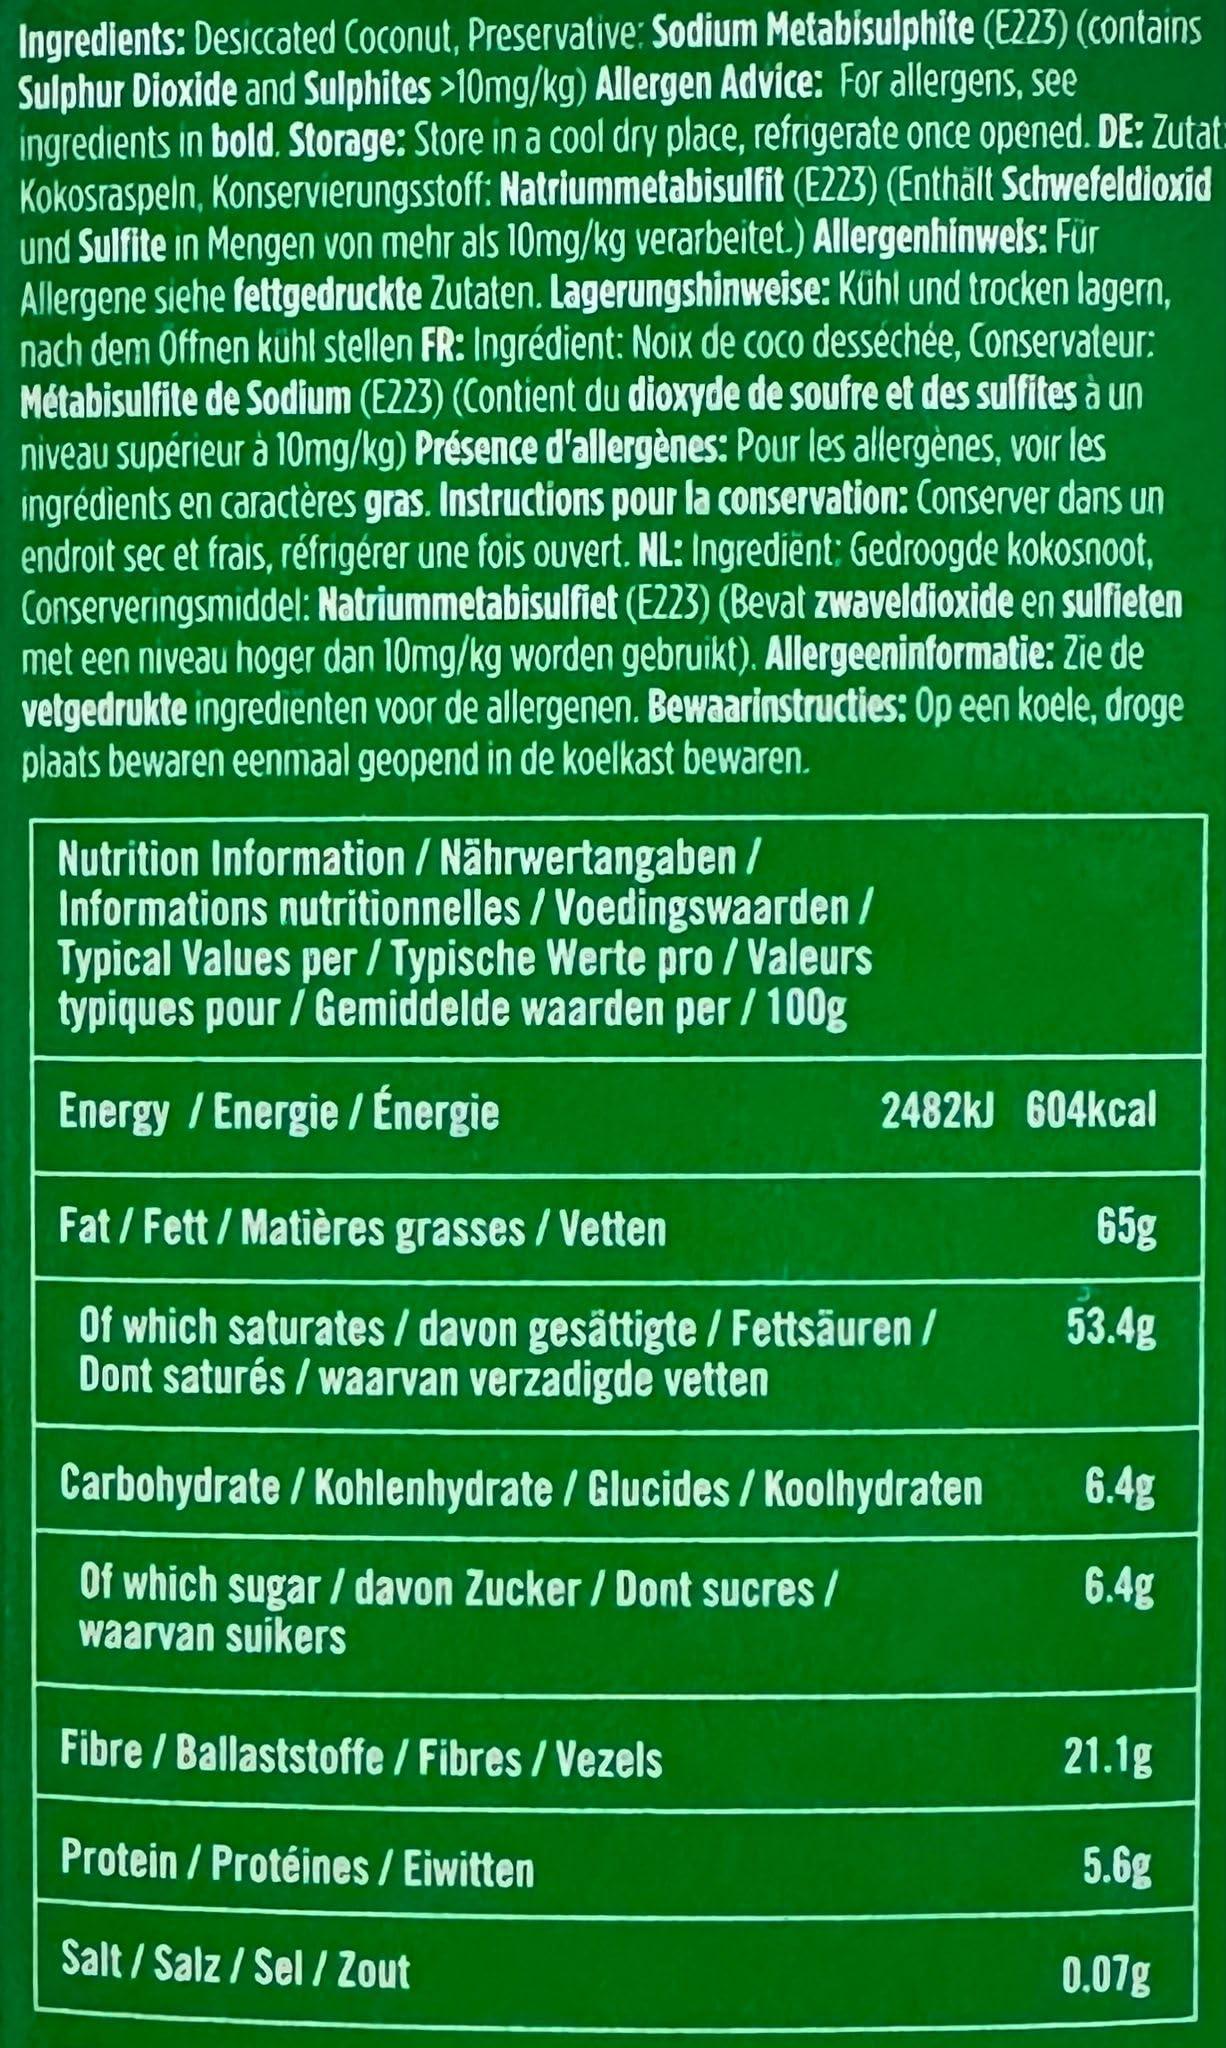 Ingredients: Desiccated Coconut, Preservative: Sodium Metabisulphite (E223) (contains
Sulphur Dioxide and Sulphites >10mg/kg) Allergen Advice: For allergens, see
ingredients in bold. Storage: Store in a cool dry place, refrigerate once opened. DE: Zutat
Kokosraspeln, Konservierungsstoff: Natriummetabisulfit (E223) (Enthält Schwefeldioxid
und Sulfite in Mengen von mehr als 10mg/kg verarbeitet.) Allergenhinweis: Für
Allergene siehe fettgedruckte Zutaten. Lagerungshinweise: Kühl und trocken lagern,
nach dem Öffnen kühl stellen FR: Ingrédient: Noix de coco desséchée, Conservateur:
Métabisulfite de Sodium (E223) (Contient du dioxyde de soufre et des sulfites à un
niveau supérieur à 10mg/kg) Présence d'allergènes: Pour les allergènes, voir les
ingrédients en caractères gras. Instructions pour la conservation: Conserver dans un
endroit sec et frais, réfrigérer une fois ouvert. NL: Ingrediënt: Gedroogde kokosnoot,
Conserveringsmiddel: Natriummetabisulfiet (E223) (Bevat zwaveldioxide en sulfieten
met een niveau hoger dan 10mg/kg worden gebruikt). Allergeeninformatie: Zie de
vetgedrukte ingredienten voor de allergenen. Bewaarinstructies: Op een koele, droge
plaats bewaren eenmaal geopend in de koelkast bewaren.
Nutrition Information / Nährwertangaben /
Informations nutritionnelles / Voedingswaarden /
Typical Values per / Typische Werte pro / Valeurs
typiques pour / Gemiddelde waarden per / 100g
Energy / Energie / Énergie 2482kJ 604kcal
Fat / Fett / Matières grasses / Vetten 65g
Of which saturates / davon gesättigte / Fettsäuren / 53.4g
Dont saturés / waarvan verzadigde vetten
Carbohydrate / Kohlenhydrate / Glucides / Koolhydraten 6.4g
Of which sugar / davon Zucker / Dont sucres / 6.4g
waarvan suikers
Fibre / Ballaststoffe / Fibres / Vezels 21.1g
Protein / Protéines / Eiwitten 5.6g
Salt / Salz / Sel / Zout 0.07g